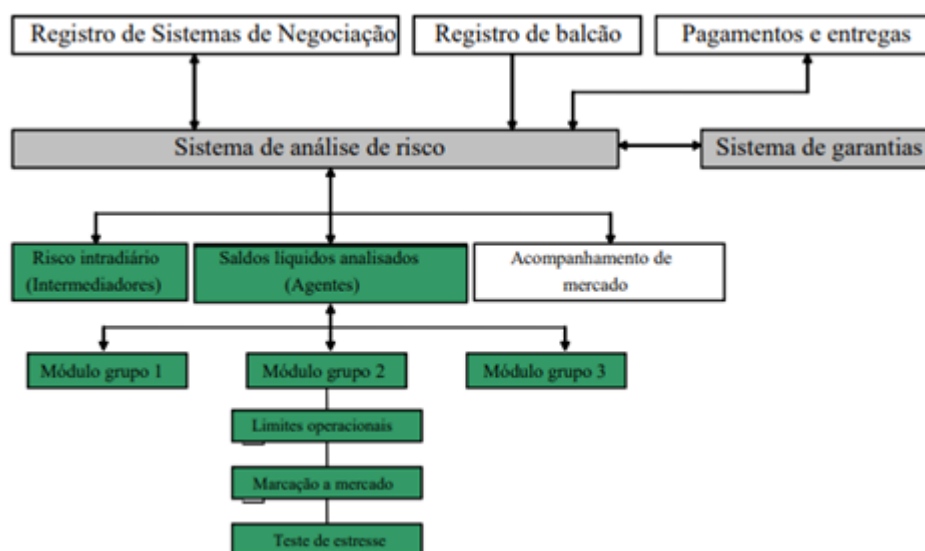 Registro de Sistemas de Negociação
Registro de balcão
Pagamentos e entregas
Sistema de análise de risco
Sistema de garantias
Risco intradiário
(Intermediadores)
Saldos líquidos analisados
(Agentes)
Acompanhamento de
mercado
Módulo grupo 1
Módulo grupo 2
Módulo grupo 3
Limites operacionais
Marcação a mercado
Teste de estresse